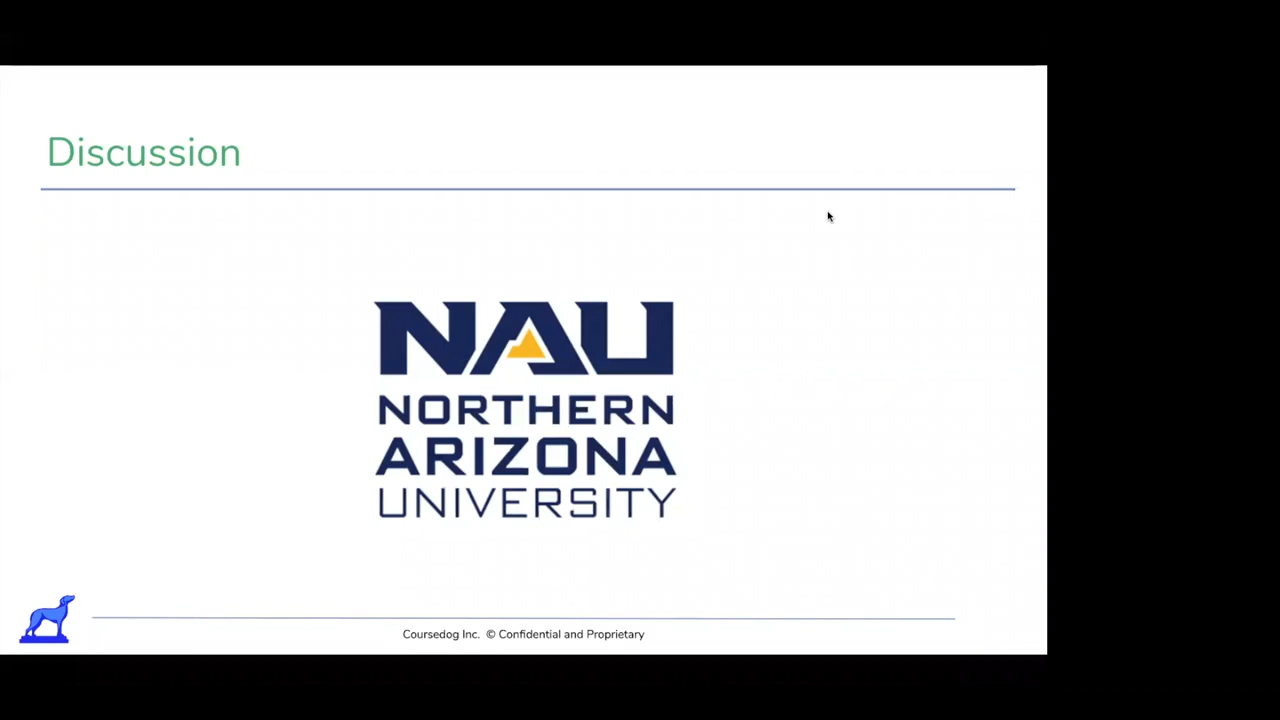 Discussion
NAU
NORTHERN
ARIZONA
UNIVERSITY
Coursedog Inc. © Confidential and Proprietary